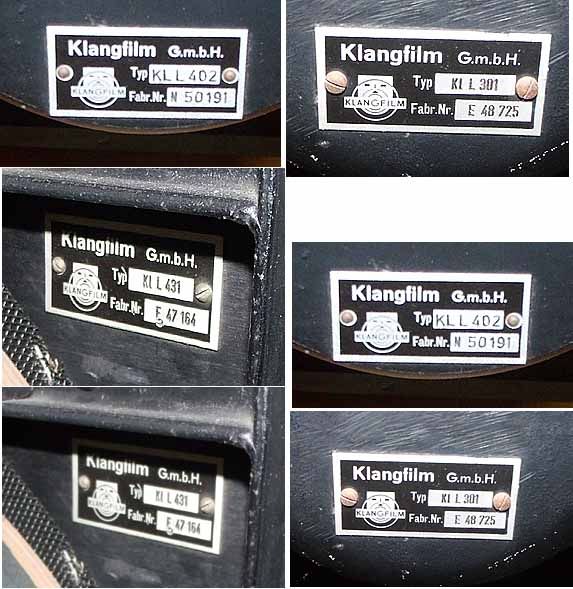 Klangfilm G.m.b.H.
Typ KL L 402
KLANGFILM
Fabr.Nr. N 50191
Klangfilm G.m.b.H.
Typ KL L 301
KLANGFILM
Fabr.Nr. E 48 725
Klangfilm G.m.b.H.
Typ KL L 431
KLANGFILM
Fabr.Nr. E 47 164
Klangfilm G.m.b.H.
Typ KL L 402
KLANGFILM
Fabr.Nr. N 50191
Klangfilm G.m.b.H.
Typ KL L 431
KLANGFILM
Fabr.Nr. E 47 164
Klangfilm G.m.b.H.
Typ KL L 301
KLANGFILM
Fabr.Nr. E 48 725